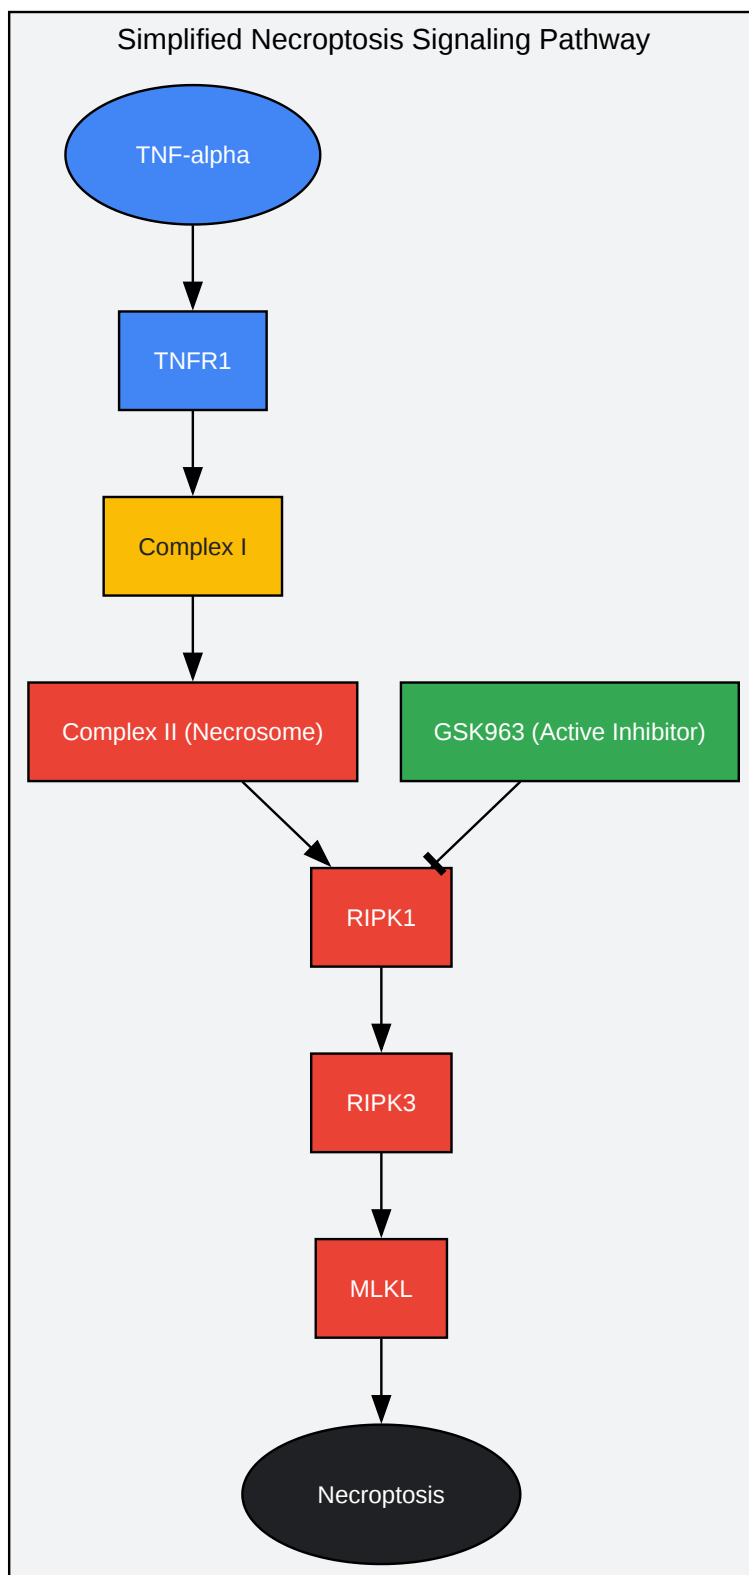 Simplified Necroptosis Signaling Pathway
TNF-alpha
TNFR1
Complex I
Complex II (Necrosome)
GSK963 (Active Inhibitor)
RIPK1
RIPK3
MLKL
Necroptosis